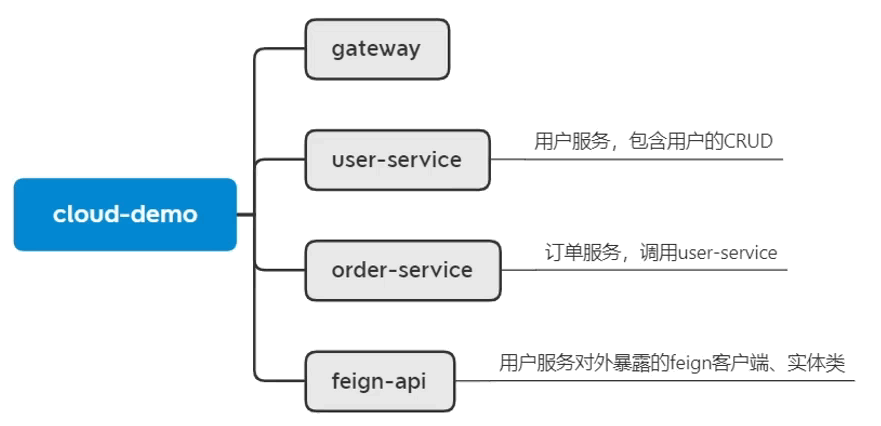 gateway
user-service
用户服务，包含用户的CRUD
cloud-demo
order-service
订单服务，调用user-service
feign-api
用户服务对外暴露的feign客户端、实体类